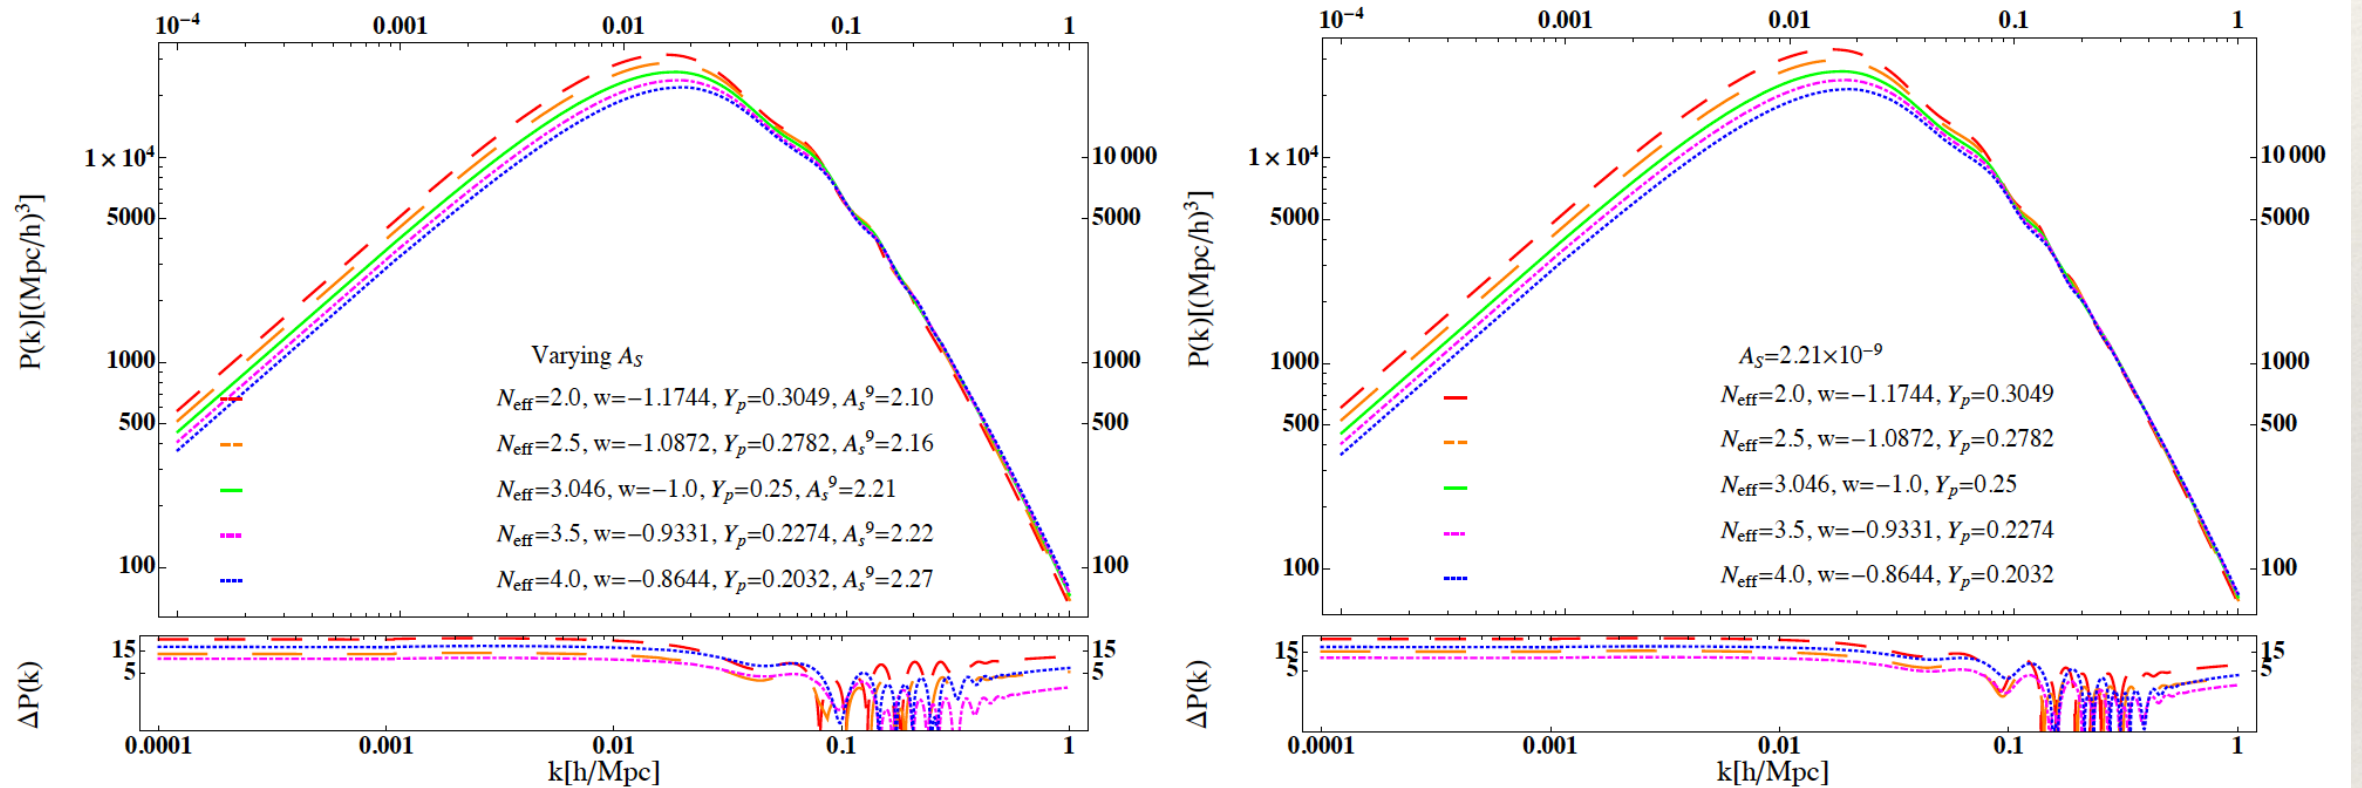 10⁻⁴ 0.001 0.01 0.1 1
P(k)[(Mpc/h)³]
1×10⁴
5000
1000
500
100
10000
5000
1000
500
100
Varying A_S
N_eff=2.0, w=−1.1744, Y_p=0.3049, A_s⁹=2.10
N_eff=2.5, w=−1.0872, Y_p=0.2782, A_s⁹=2.16
N_eff=3.046, w=−1.0, Y_p=0.25, A_s⁹=2.21
N_eff=3.5, w=−0.9331, Y_p=0.2274, A_s⁹=2.22
N_eff=4.0, w=−0.8644, Y_p=0.2032, A_s⁹=2.27
ΔP(k)
15
5
15
5
0.0001 0.001 0.01 0.1 1
k[h/Mpc]
10⁻⁴ 0.001 0.01 0.1 1
P(k)[(Mpc/h)³]
1×10⁴
5000
1000
500
100
10000
5000
1000
500
100
A_S=2.21×10⁻⁹
N_eff=2.0, w=−1.1744, Y_p=0.3049
N_eff=2.5, w=−1.0872, Y_p=0.2782
N_eff=3.046, w=−1.0, Y_p=0.25
N_eff=3.5, w=−0.9331, Y_p=0.2274
N_eff=4.0, w=−0.8644, Y_p=0.2032
ΔP(k)
15
5
15
5
0.0001 0.001 0.01 0.1 1
k[h/Mpc]